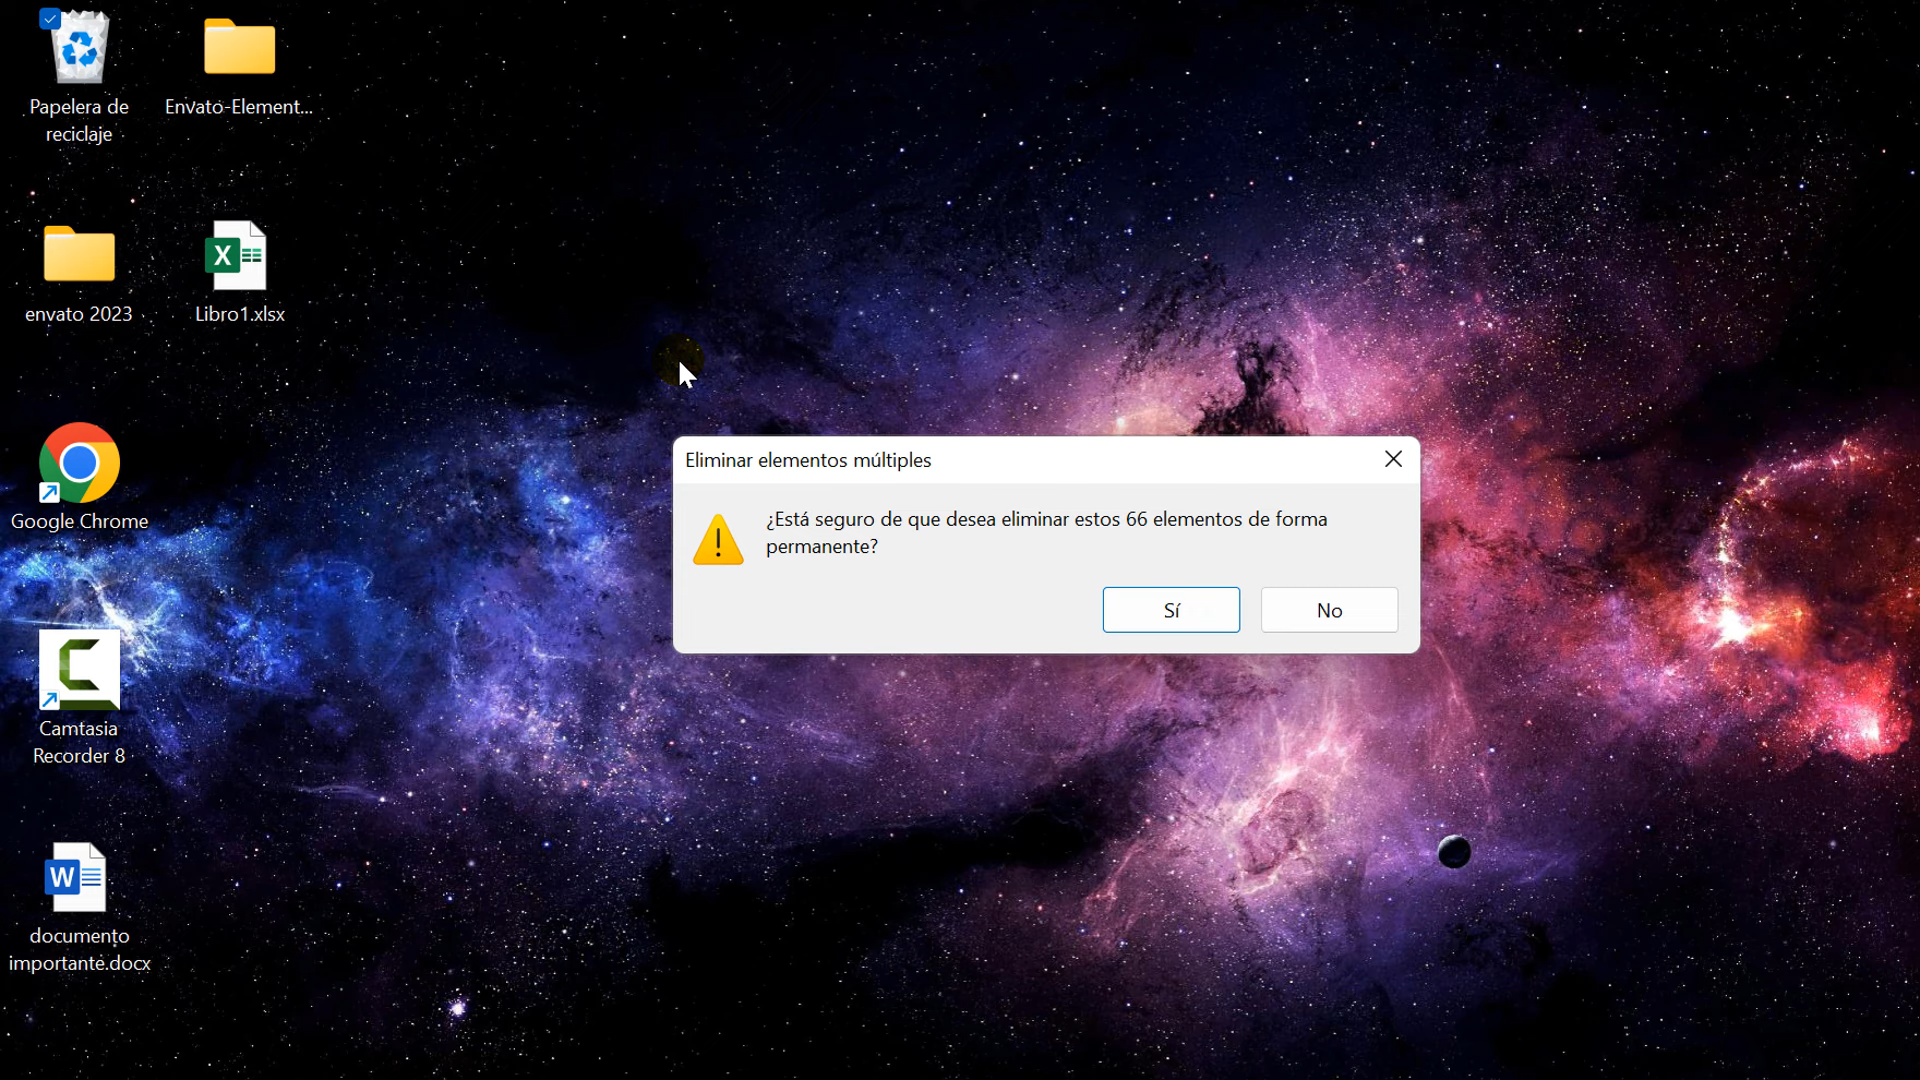 Papelera de
reciclaje
Envato-Element...
envato 2023
Libro1.xlsx
Google Chrome
Camtasia
Recorder 8
documento
importante.docx
Eliminar elementos múltiples
¿Está seguro de que desea eliminar estos 66 elementos de forma
permanente?
Sí
No